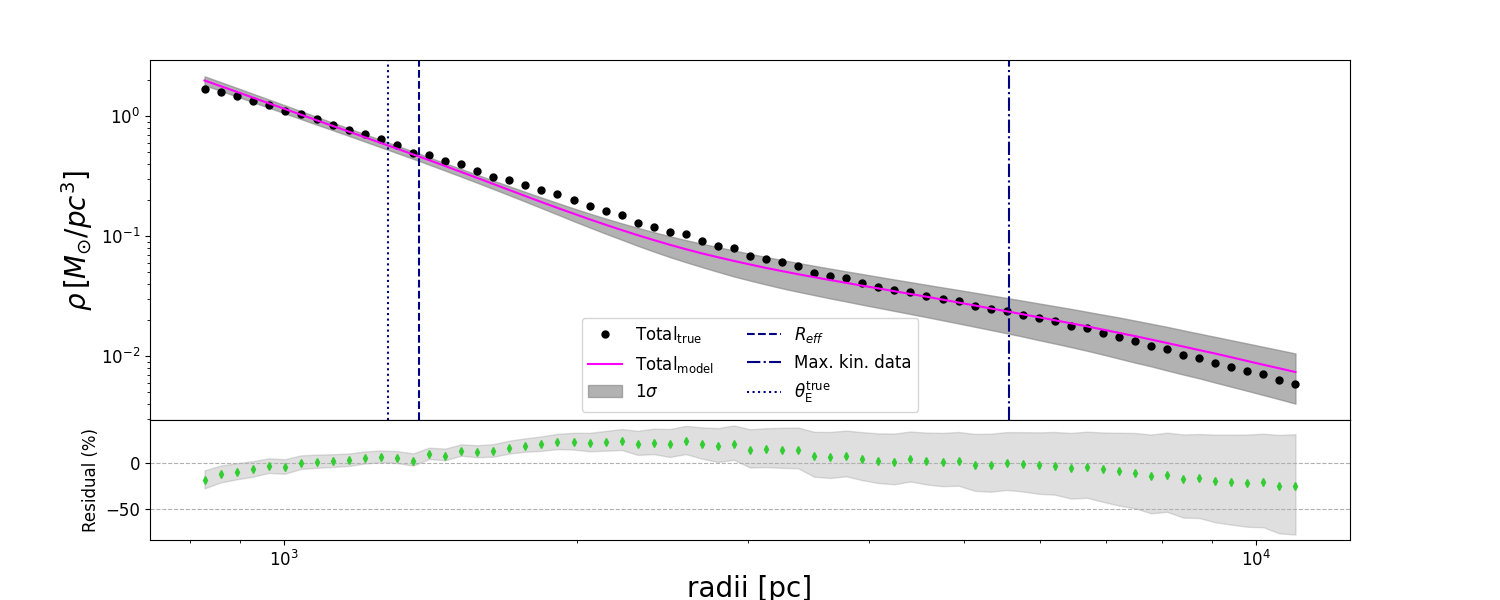 ρ [M⊙/pc³]
10⁰
10⁻¹
10⁻²
Total_true
Total_model
1σ
R_eff
Max. kin. data
θ_E^true
Residual (%)
0
−50
10³
10⁴
radii [pc]